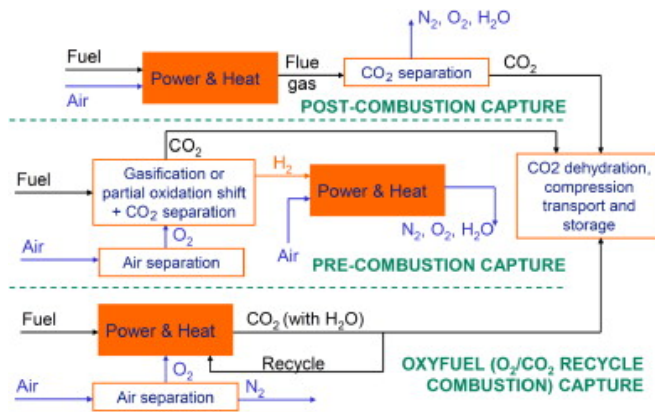 N₂, O₂, H₂O
Fuel
Air
Power & Heat
Flue
gas
CO₂ separation
CO₂
POST-COMBUSTION CAPTURE
CO₂
Fuel
Gasification or
partial oxidation shift
+ CO₂ separation
H₂
Power & Heat
CO2 dehydration,
compression
transport and
storage
Air
O₂
Air separation
Air
N₂, O₂, H₂O
PRE-COMBUSTION CAPTURE
Fuel
Power & Heat
CO₂ (with H₂O)
Recycle
O₂
Air
Air separation
N₂
OXYFUEL (O₂/CO₂ RECYCLE
COMBUSTION) CAPTURE